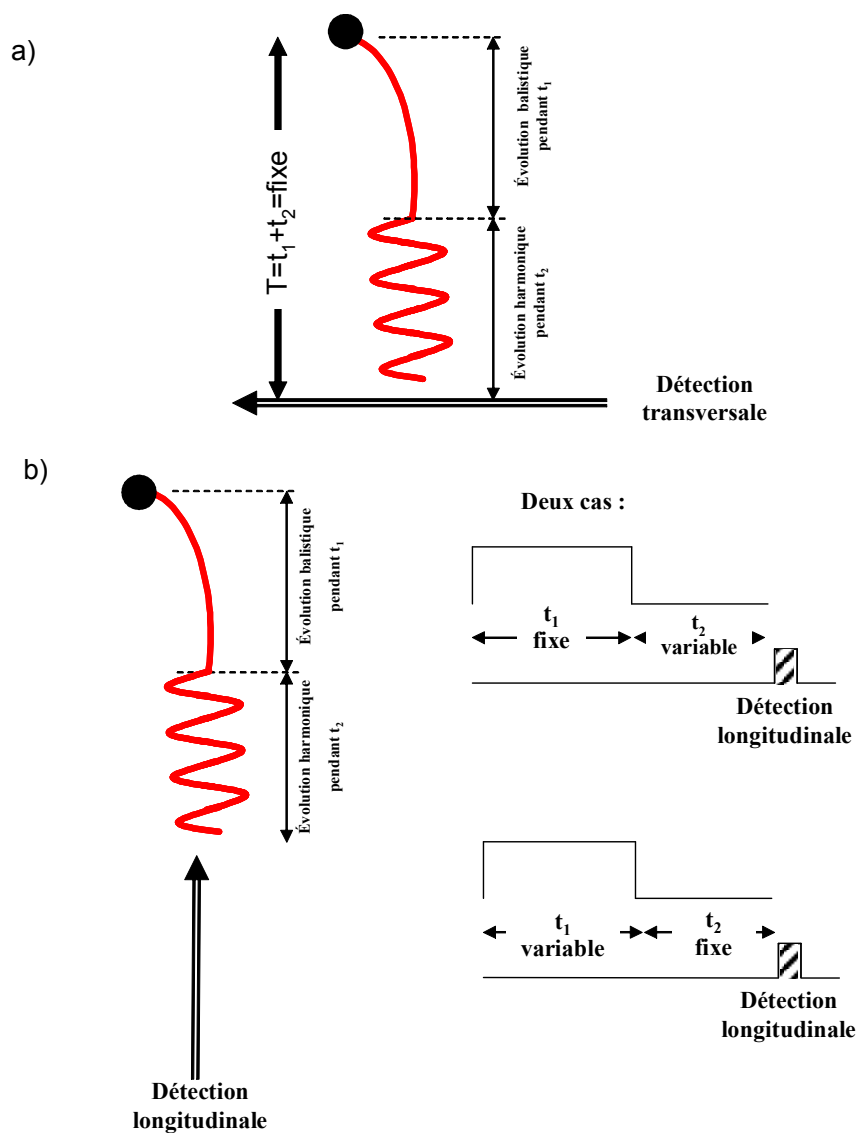 a)
T=t₁+t₂=fixe
Évolution balistique
pendant t₁
Évolution harmonique
pendant t₂
Détection
transversale
b)
Évolution balistique
pendant t₁
Évolution harmonique
pendant t₂
Détection
longitudinale
Deux cas :
t₁
fixe
t₂
variable
Détection
longitudinale
t₁
variable
t₂
fixe
Détection
longitudinale